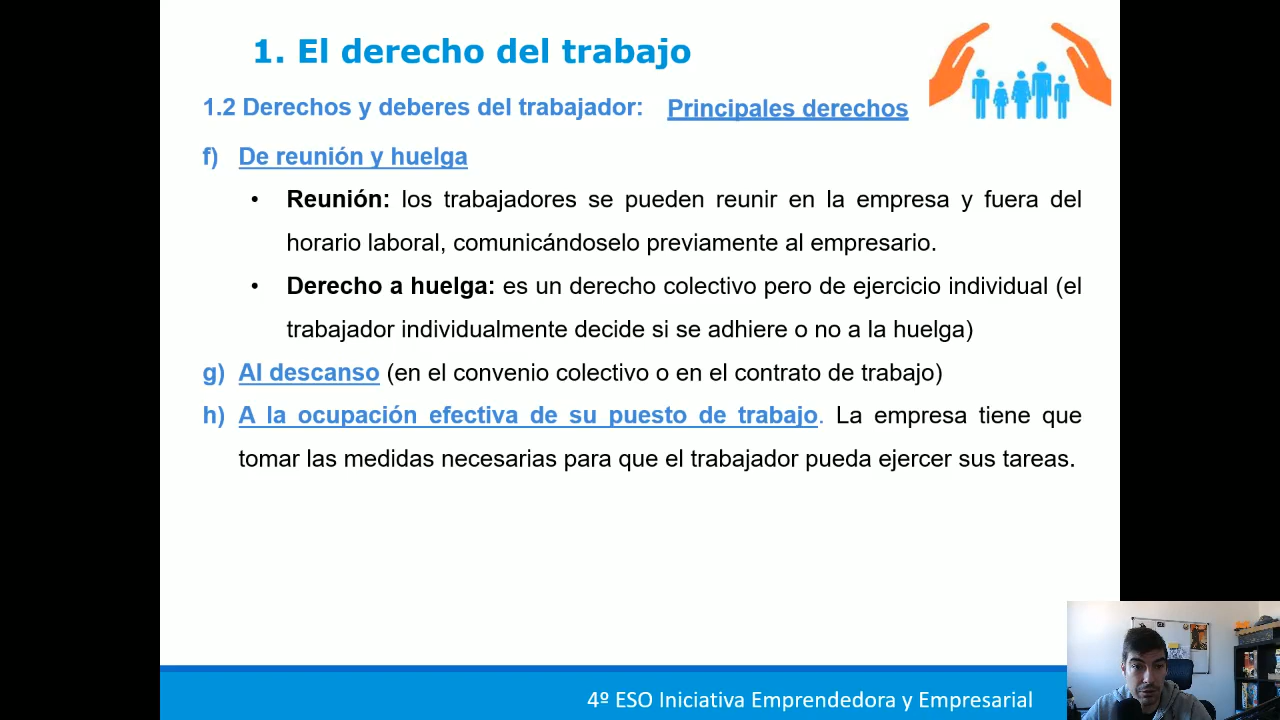 1. El derecho del trabajo
1.2 Derechos y deberes del trabajador: Principales derechos
f) De reunión y huelga
• Reunión: los trabajadores se pueden reunir en la empresa y fuera del
horario laboral, comunicándoselo previamente al empresario.
• Derecho a huelga: es un derecho colectivo pero de ejercicio individual (el
trabajador individualmente decide si se adhiere o no a la huelga)
g) Al descanso (en el convenio colectivo o en el contrato de trabajo)
h) A la ocupación efectiva de su puesto de trabajo. La empresa tiene que
tomar las medidas necesarias para que el trabajador pueda ejercer sus tareas.
4º ESO Iniciativa Emprendedora y Empresarial